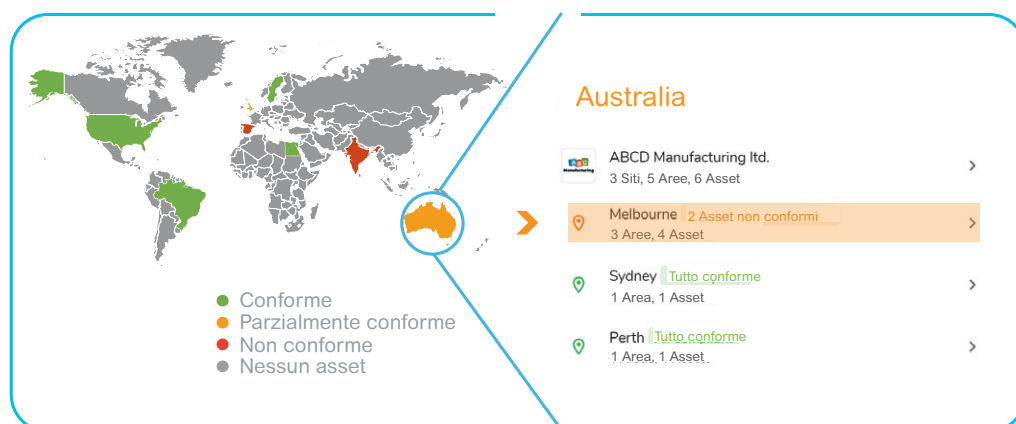 Conforme
Parzialmente conforme
Non conforme
Nessun asset
Australia
ABC
Manufacturing
ABCD Manufacturing ltd.
3 Siti, 5 Aree, 6 Asset
Melbourne 2 Asset non conformi
3 Aree, 4 Asset
Sydney Tutto conforme
1 Area, 1 Asset
Perth Tutto conforme
1 Area, 1 Asset